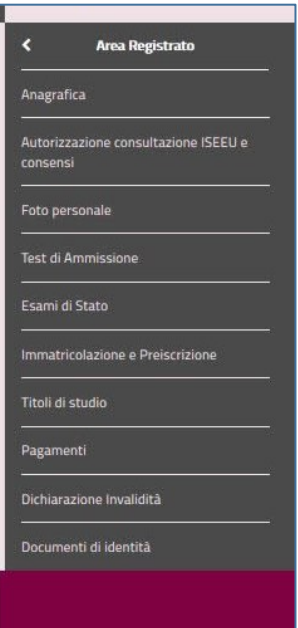 Area Registrato
Anagrafica
Autorizzazione consultazione ISEEU e
consensi
Foto personale
Test di Ammissione
Esami di Stato
Immatricolazione e Preiscrizione
Titoli di studio
Pagamenti
Dichiarazione Invalidità
Documenti di identità